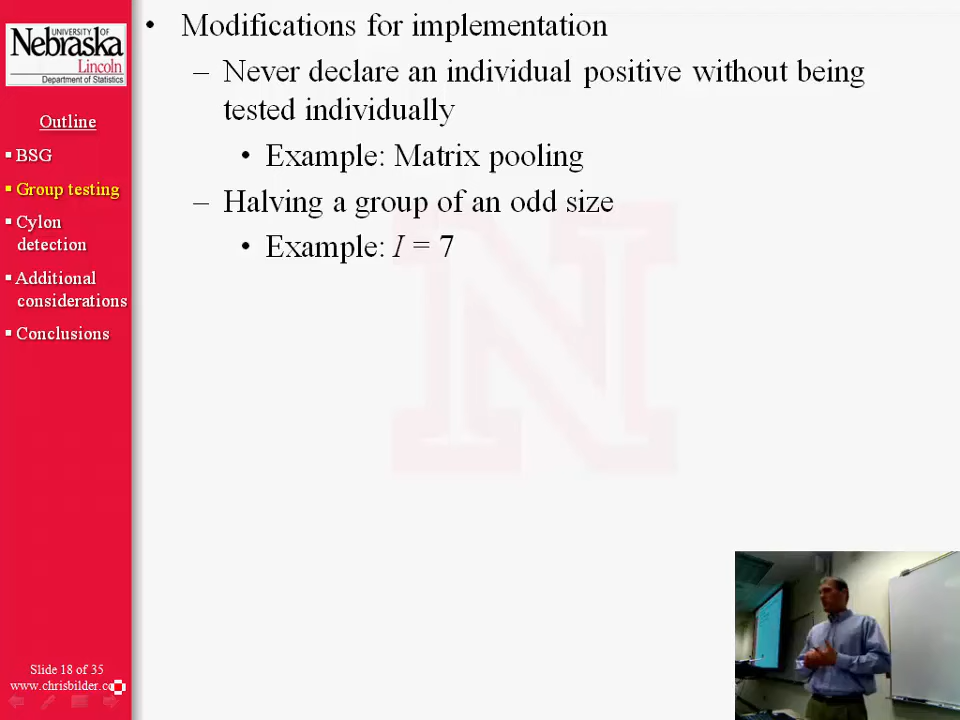 UNIVERSITY OF
Nebraska
Lincoln
Department of Statistics
Outline
▪ BSG
▪ Group testing
▪ Cylon
detection
▪ Additional
considerations
▪ Conclusions
Slide 18 of 35
www.chrisbilder.co
• Modifications for implementation
– Never declare an individual positive without being
tested individually
• Example: Matrix pooling
– Halving a group of an odd size
• Example: I = 7
N